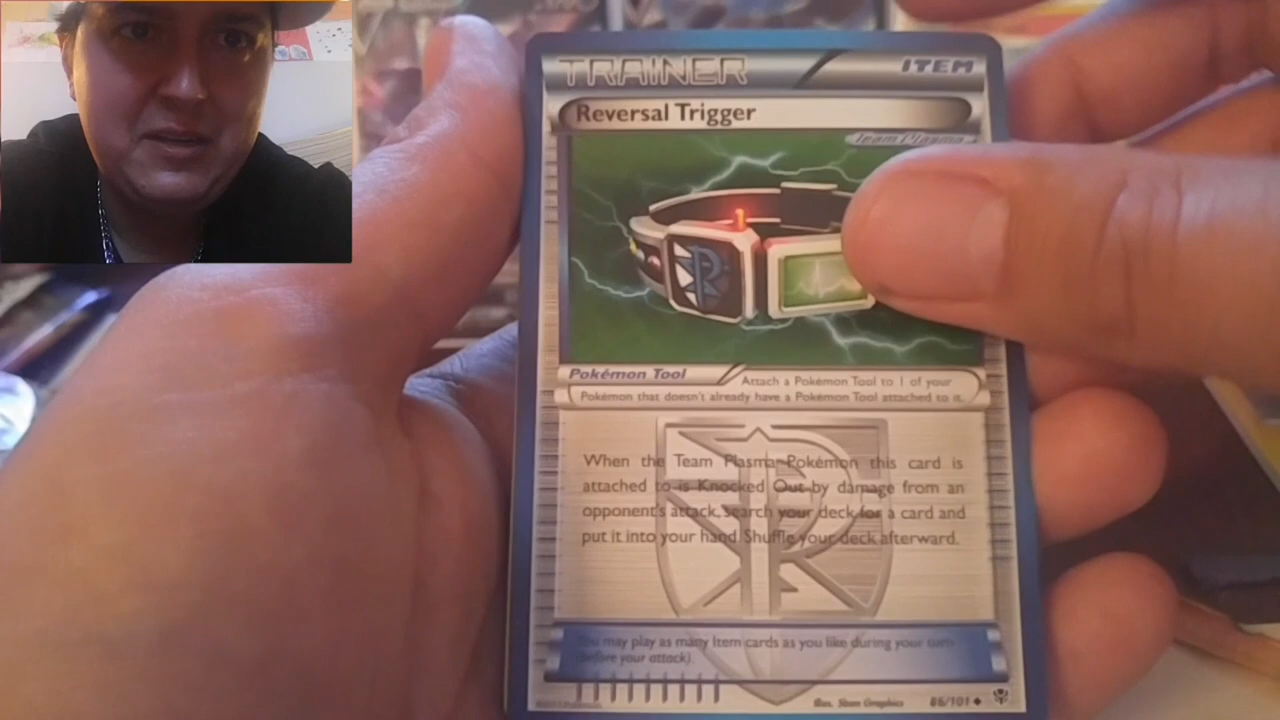 TRAINER
ITEM
Reversal Trigger
Team Plasma
Pokémon Tool
Attach a Pokémon Tool to 1 of your
Pokémon that doesn't already have a Pokémon Tool attached to it.
When the Team Plasma Pokémon this card is
attached to is Knocked Out by damage from an
opponent's attack, search your deck for a card and
put it into your hand. Shuffle your deck afterward.
You may play as many Item cards as you like during your turn
(before your attack).
Illus. 5ban Graphics
86/101